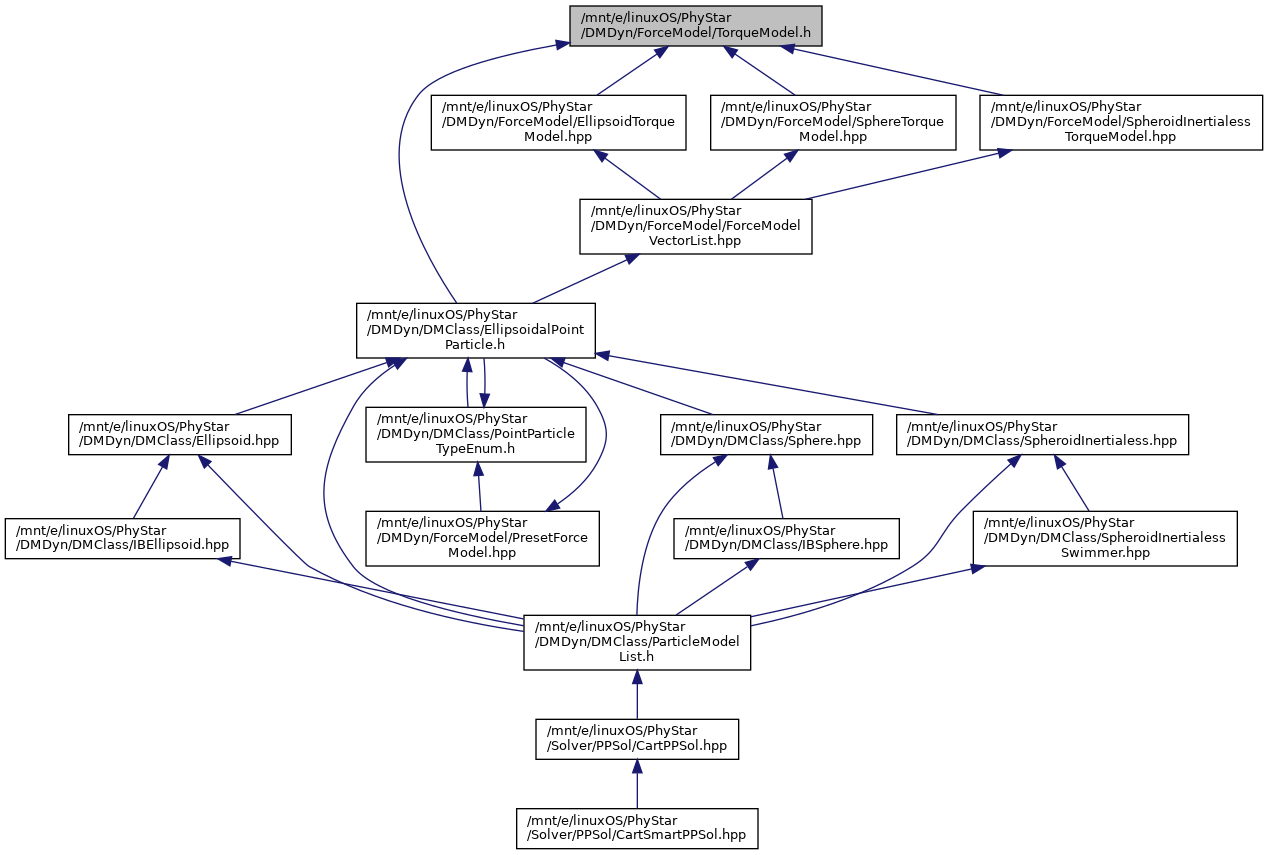 /mnt/e/linuxOS/PhyStar
/DMDyn/ForceModel/TorqueModel.h
/mnt/e/linuxOS/PhyStar
/DMDyn/ForceModel/EllipsoidTorque
Model.hpp
/mnt/e/linuxOS/PhyStar
/DMDyn/ForceModel/SphereTorque
Model.hpp
/mnt/e/linuxOS/PhyStar
/DMDyn/ForceModel/SpheroidInertialess
TorqueModel.hpp
/mnt/e/linuxOS/PhyStar
/DMDyn/ForceModel/ForceModel
VectorList.hpp
/mnt/e/linuxOS/PhyStar
/DMDyn/DMClass/EllipsoidalPoint
Particle.h
/mnt/e/linuxOS/PhyStar
/DMDyn/DMClass/Ellipsoid.hpp
/mnt/e/linuxOS/PhyStar
/DMDyn/DMClass/PointParticle
TypeEnum.h
/mnt/e/linuxOS/PhyStar
/DMDyn/DMClass/Sphere.hpp
/mnt/e/linuxOS/PhyStar
/DMDyn/DMClass/SpheroidInertialess.hpp
/mnt/e/linuxOS/PhyStar
/DMDyn/DMClass/IBEllipsoid.hpp
/mnt/e/linuxOS/PhyStar
/DMDyn/ForceModel/PresetForce
Model.hpp
/mnt/e/linuxOS/PhyStar
/DMDyn/DMClass/IBSphere.hpp
/mnt/e/linuxOS/PhyStar
/DMDyn/DMClass/SpheroidInertialess
Swimmer.hpp
/mnt/e/linuxOS/PhyStar
/DMDyn/DMClass/ParticleModel
List.h
/mnt/e/linuxOS/PhyStar
/Solver/PPSol/CartPPSol.hpp
/mnt/e/linuxOS/PhyStar
/Solver/PPSol/CartSmartPPSol.hpp